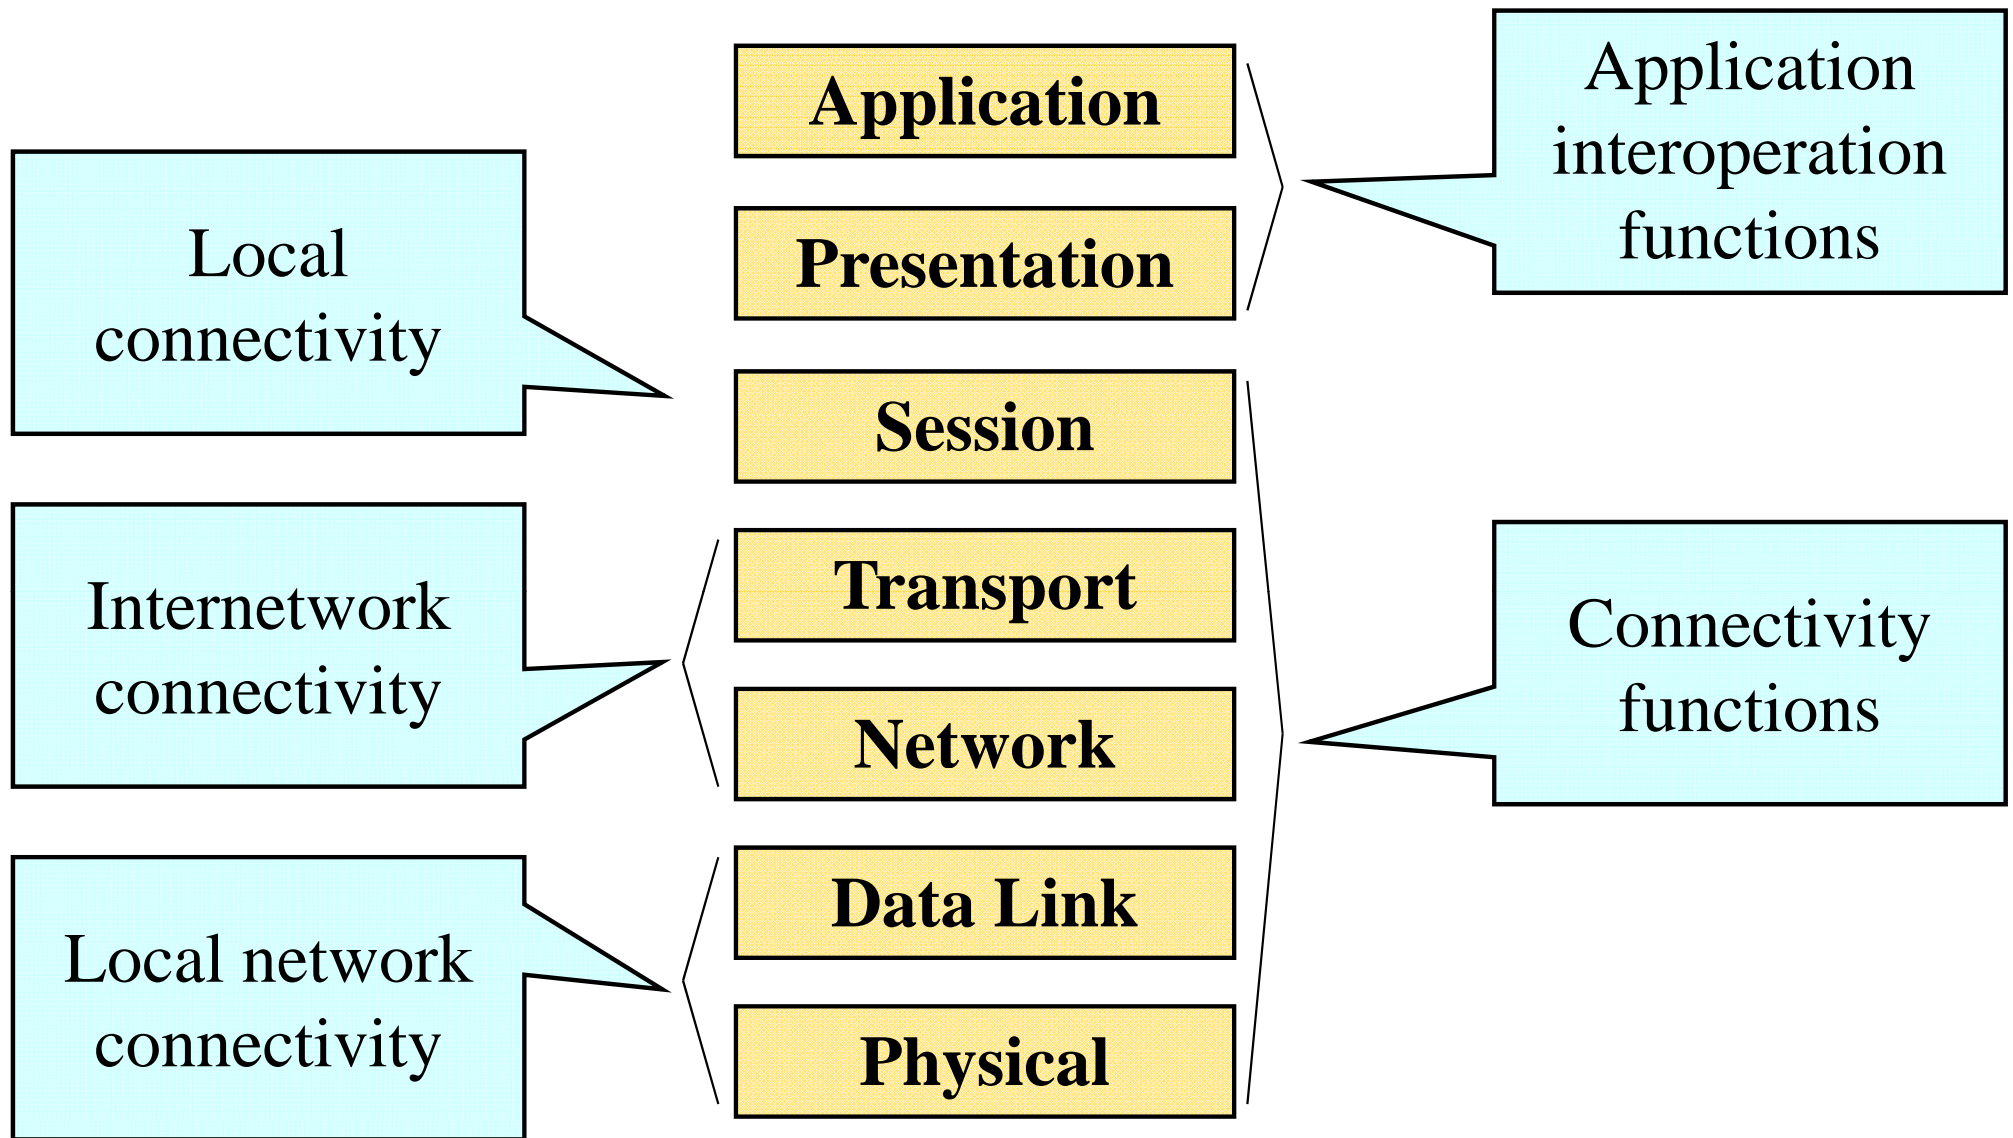 Local
connectivity
Internetwork
connectivity
Local network
connectivity
Application
Presentation
Session
Transport
Network
Data Link
Physical
Application
interoperation
functions
Connectivity
functions